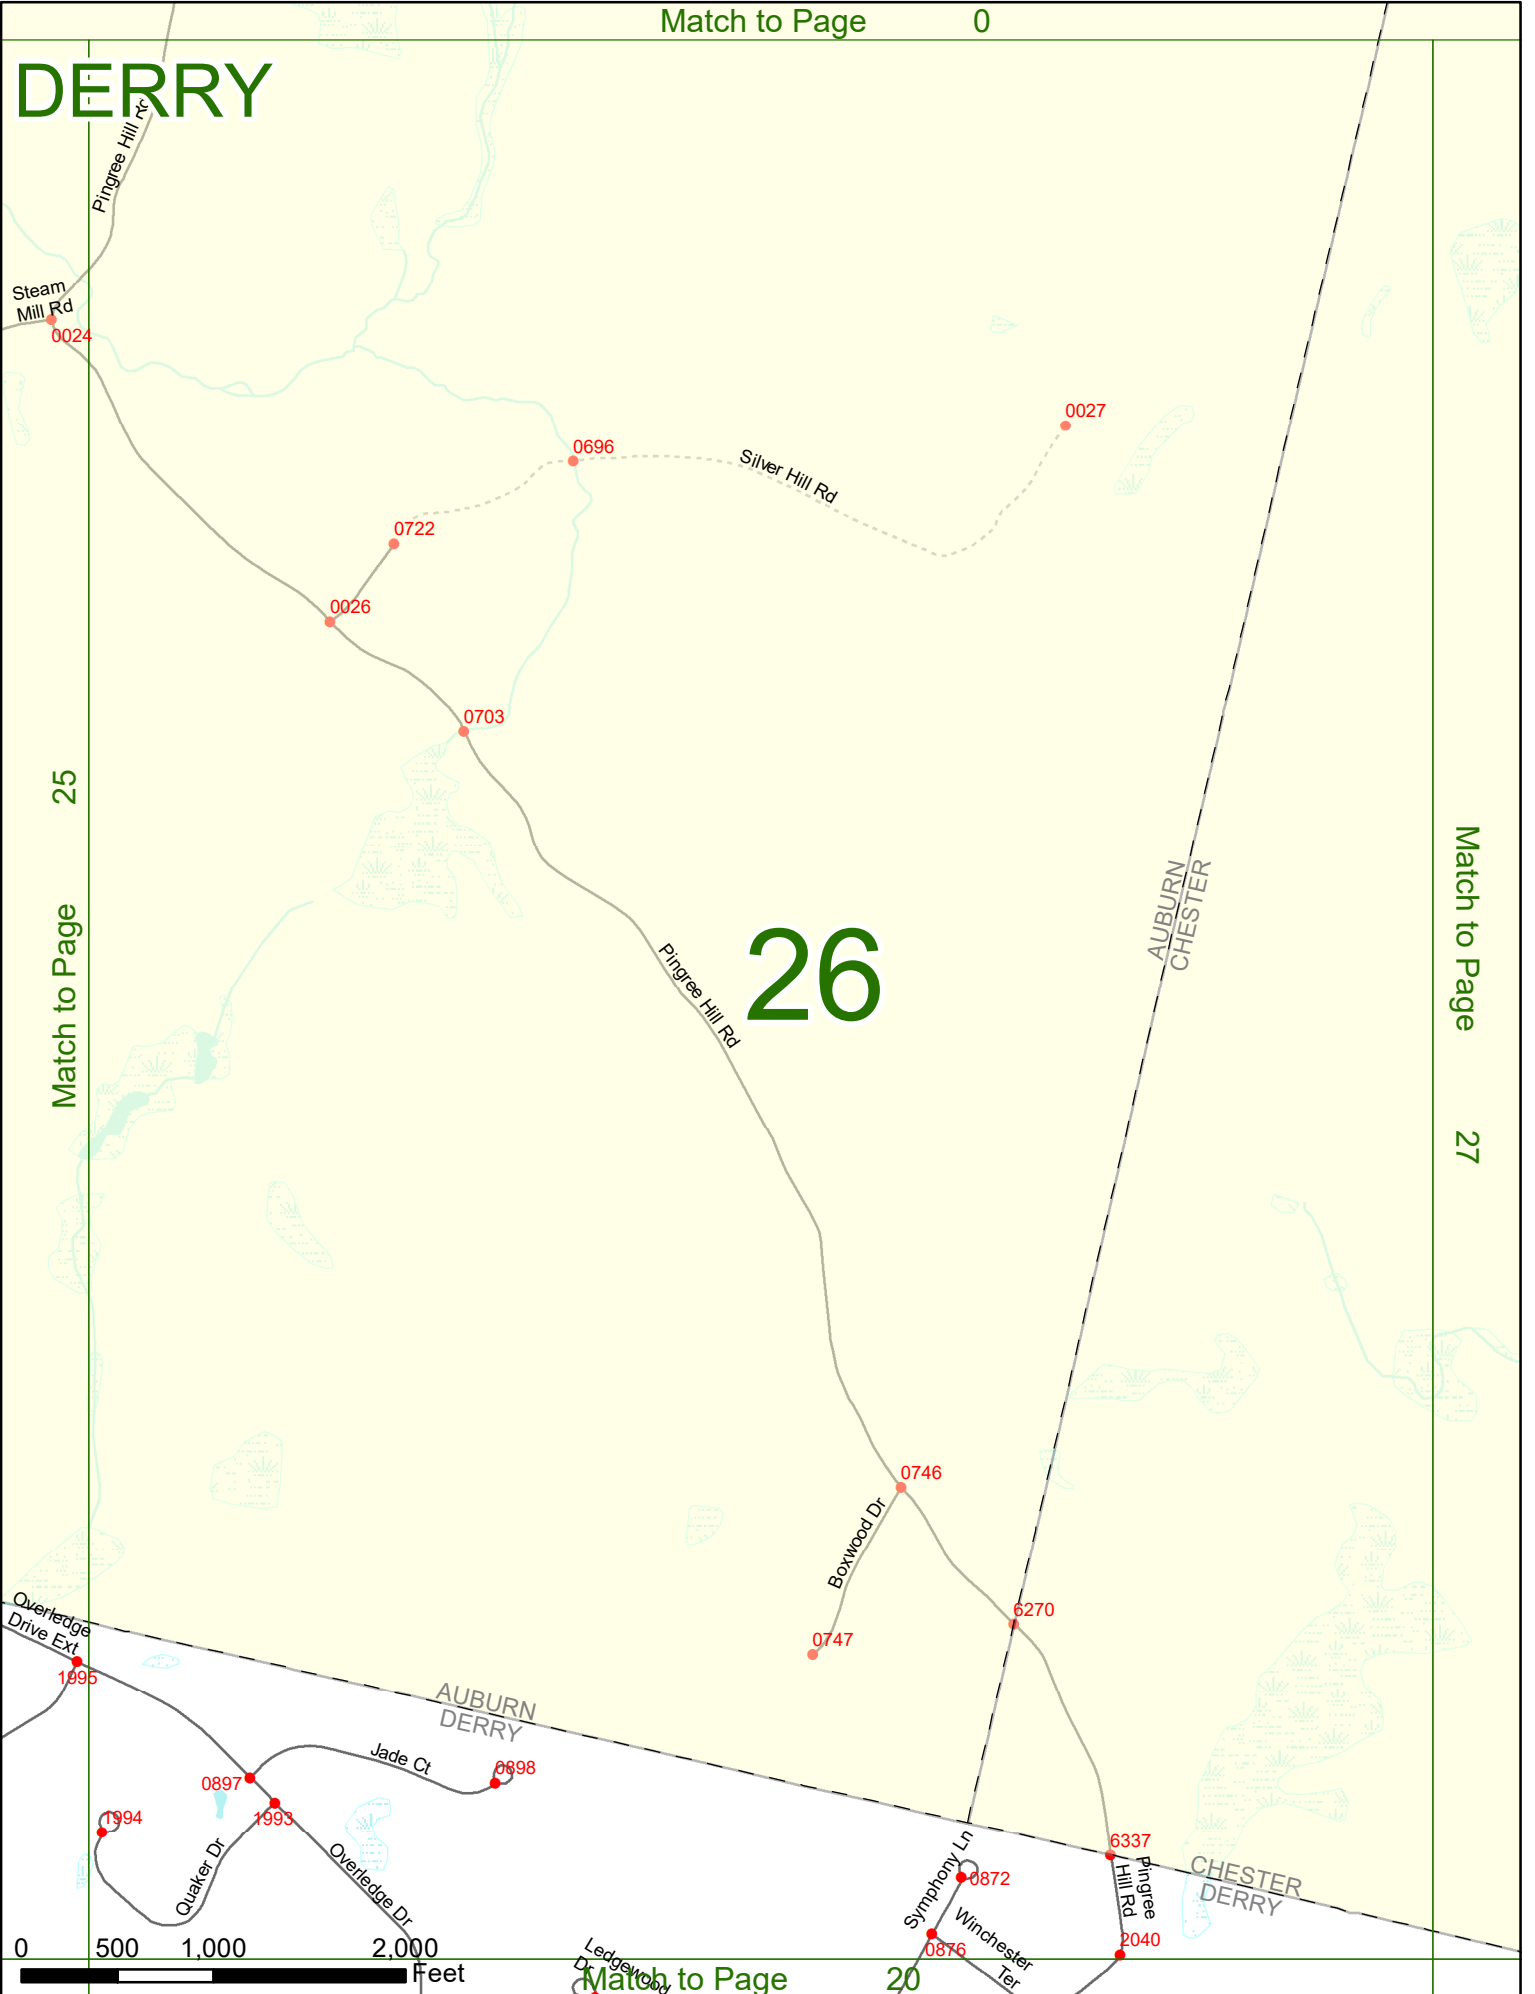 Match to Page 0
DERRY
Pingree Hill Rd
Steam
Mill Rd
0024
0027
0696
Silver Hill Rd
0722
0026
0703
Match to Page 25
26
Pingree Hill Rd
AUBURN
CHESTER
Match to Page 27
0746
Boxwood Dr
6270
0747
Overledge
Drive Ext
1995
AUBURN
DERRY
Jade Ct
0898
0897
1993
1994
Quaker Dr
Overledge Dr
6337
Symphony Ln
0872
Pingree
Hill Rd
CHESTER
DERRY
Winchester
Ter
0876
2040
0 500 1,000 2,000
Feet
Ledgewood
Dr
Match to Page 20